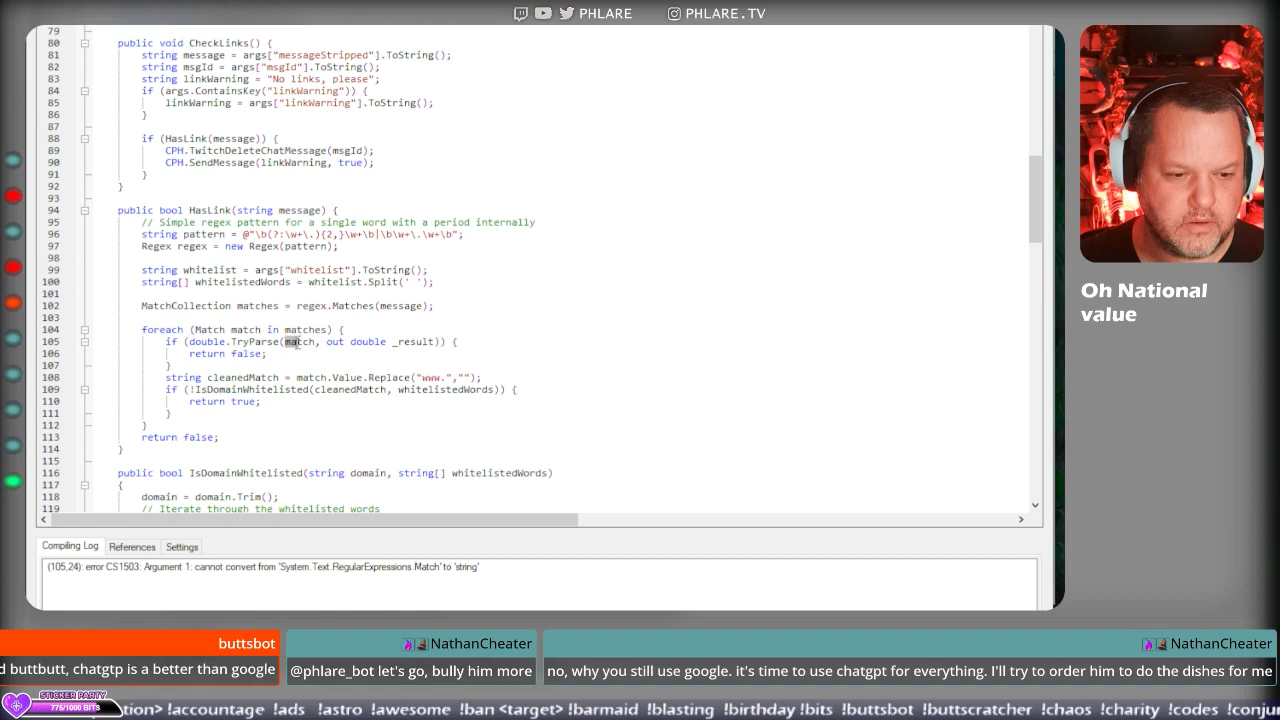 PHLARE PHLARE.TV
79
80 public void CheckLinks() {
81 string message = args["messageStripped"].ToString();
82 string msgId = args["msgId"].ToString();
83 string linkWarning = "No links, please";
84 if (args.ContainsKey("linkWarning")) {
85 linkWarning = args["linkWarning"].ToString();
86 }
87
88 if (HasLink(message)) {
89 CPH.TwitchDeleteChatMessage(msgId);
90 CPH.SendMessage(linkWarning, true);
91 }
92 }
93
94 public bool HasLink(string message) {
95 // Simple regex pattern for a single word with a period internally
96 string pattern = @"\b(?:\w+\.){2,}\w+\b|\b\w+\.\w+\b";
97 Regex regex = new Regex(pattern);
98
99 string whitelist = args["whitelist"].ToString();
100 string[] whitelistedWords = whitelist.Split(' ');
101
102 MatchCollection matches = regex.Matches(message);
103
104 foreach (Match match in matches) {
105 if (double.TryParse(match, out double _result)) {
106 return false;
107 }
108 string cleanedMatch = match.Value.Replace("www.","");
109 if (!IsDomainWhitelisted(cleanedMatch, whitelistedWords)) {
110 return true;
111 }
112 }
113 return false;
114 }
115
116 public bool IsDomainWhitelisted(string domain, string[] whitelistedWords)
117 {
118 domain = domain.Trim();
119 // Iterate through the whitelisted words
Compiling Log References Settings
(105,24): error CS1503: Argument 1: cannot convert from 'System.Text.RegularExpressions.Match' to 'string'
Oh National
value
buttsbot
d buttbutt, chatgtp is a better than google
NathanCheater
@phlare_bot let's go, bully him more
NathanCheater
no, why you still use google. it's time to use chatgpt for everything. I'll try to order him to do the dishes for me
STICKER PARTY
775/1000 BITS
tion> !accountage !ads !astro !awesome !ban <target> !barmaid !blasting !birthday !bits !buttsbot !buttscratcher !chaos !charity !codes !conju